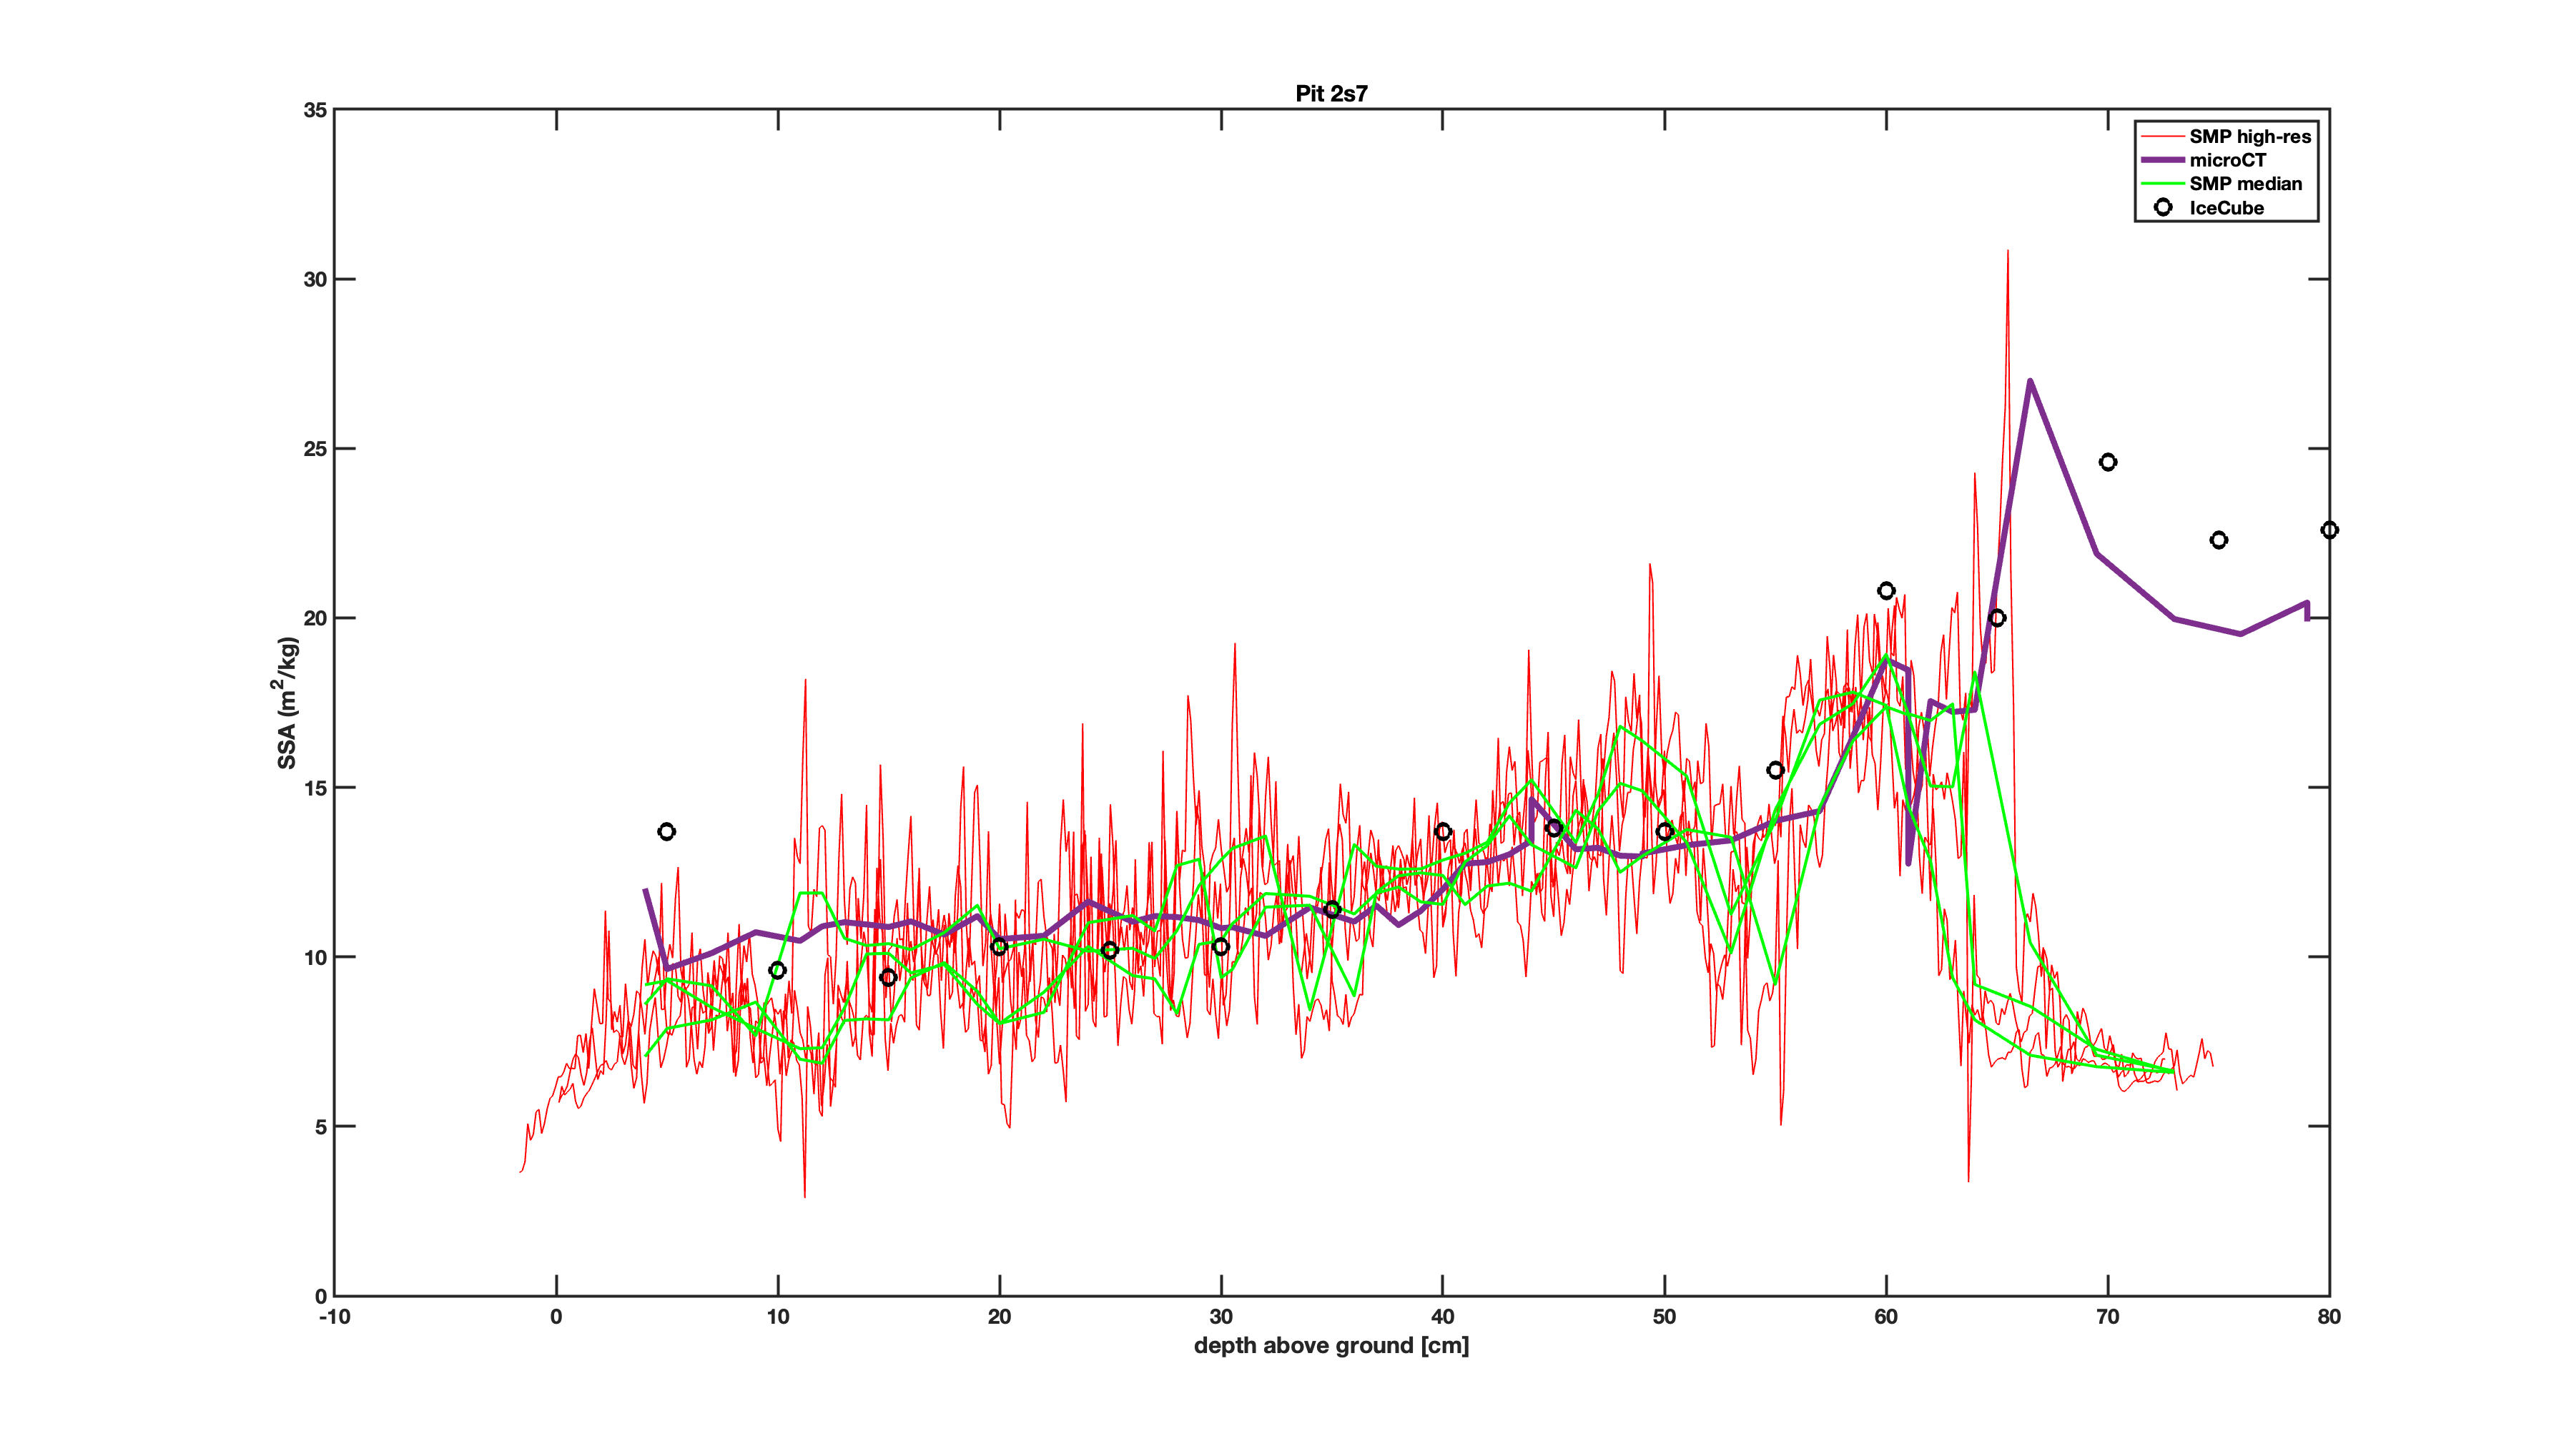 Pit 2s7
35
30
25
20
15
10
5
0
SSA (m²/kg)
SMP high-res
microCT
SMP median
IceCube
-10 0 10 20 30 40 50 60 70 80
depth above ground [cm]